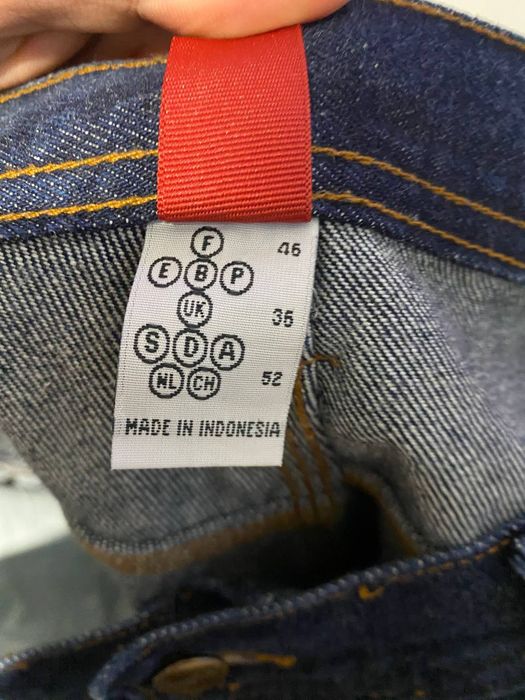 F 46
E B P
UK 36
S D A
NL CH 52
MADE IN INDONESIA